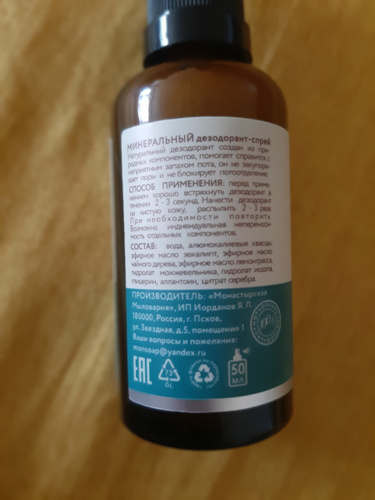 МИНЕРАЛЬНЫЙ дезодорант-спрей
Натуральный дезодорант создан из при-
родных компонентов, помогает справится с
неприятным запахом пота, он не закупори-
вает поры и не блокирует потоотделение.
СПОСОБ ПРИМЕНЕНИЯ: перед приме-
нением хорошо встряхнуть дезодорант в
течении 2-3 секунд. Нанести дезодорант
на чистую кожу, распылить 2-3 раза.
При необходимости повторить.
Возможна индивидуальная непереноси-
мость отдельных компонентов.
СОСТАВ: вода, алюмокалиевые квасцы,
эфирное масло эвкалипт, эфирное масло
чайного дерева, эфирное масло лемонграсса,
гидролат можжевельника, гидролат иссопа,
глицерин, аллантоин, цитрат серебра.
ПРОИЗВОДИТЕЛЬ: «Монастырская
Мыловарня», ИП Иорданов Я.Л
180000, Россия, г. Псков,
ул. Звездная, д.5, помещение 1
Ваши вопросы и пожелания:
monsoap@yandex.ru
EAC
GL
50
МЛ